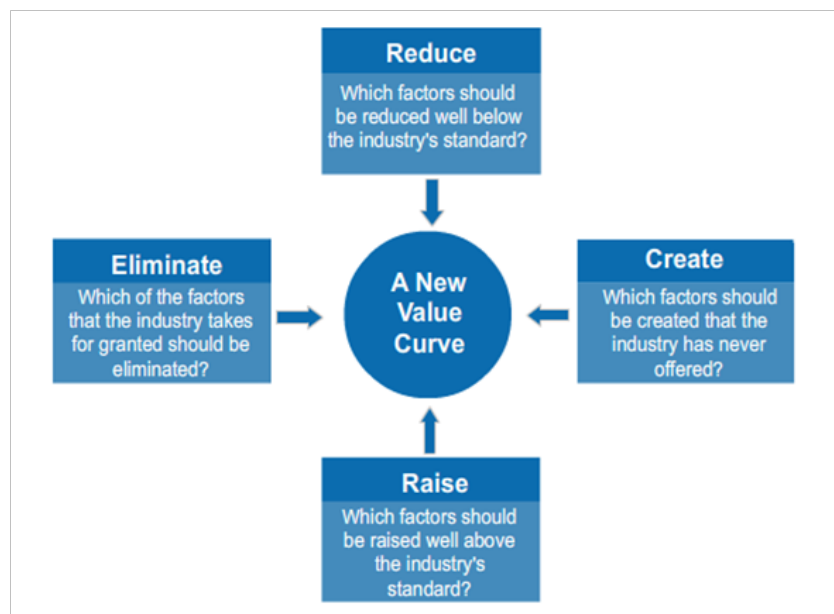 Reduce
Which factors should
be reduced well below
the industry's standard?
Eliminate
Which of the factors
that the industry takes
for granted should be
eliminated?
A New
Value
Curve
Create
Which factors should
be created that the
industry has never
offered?
Raise
Which factors should
be raised well above
the industry's
standard?